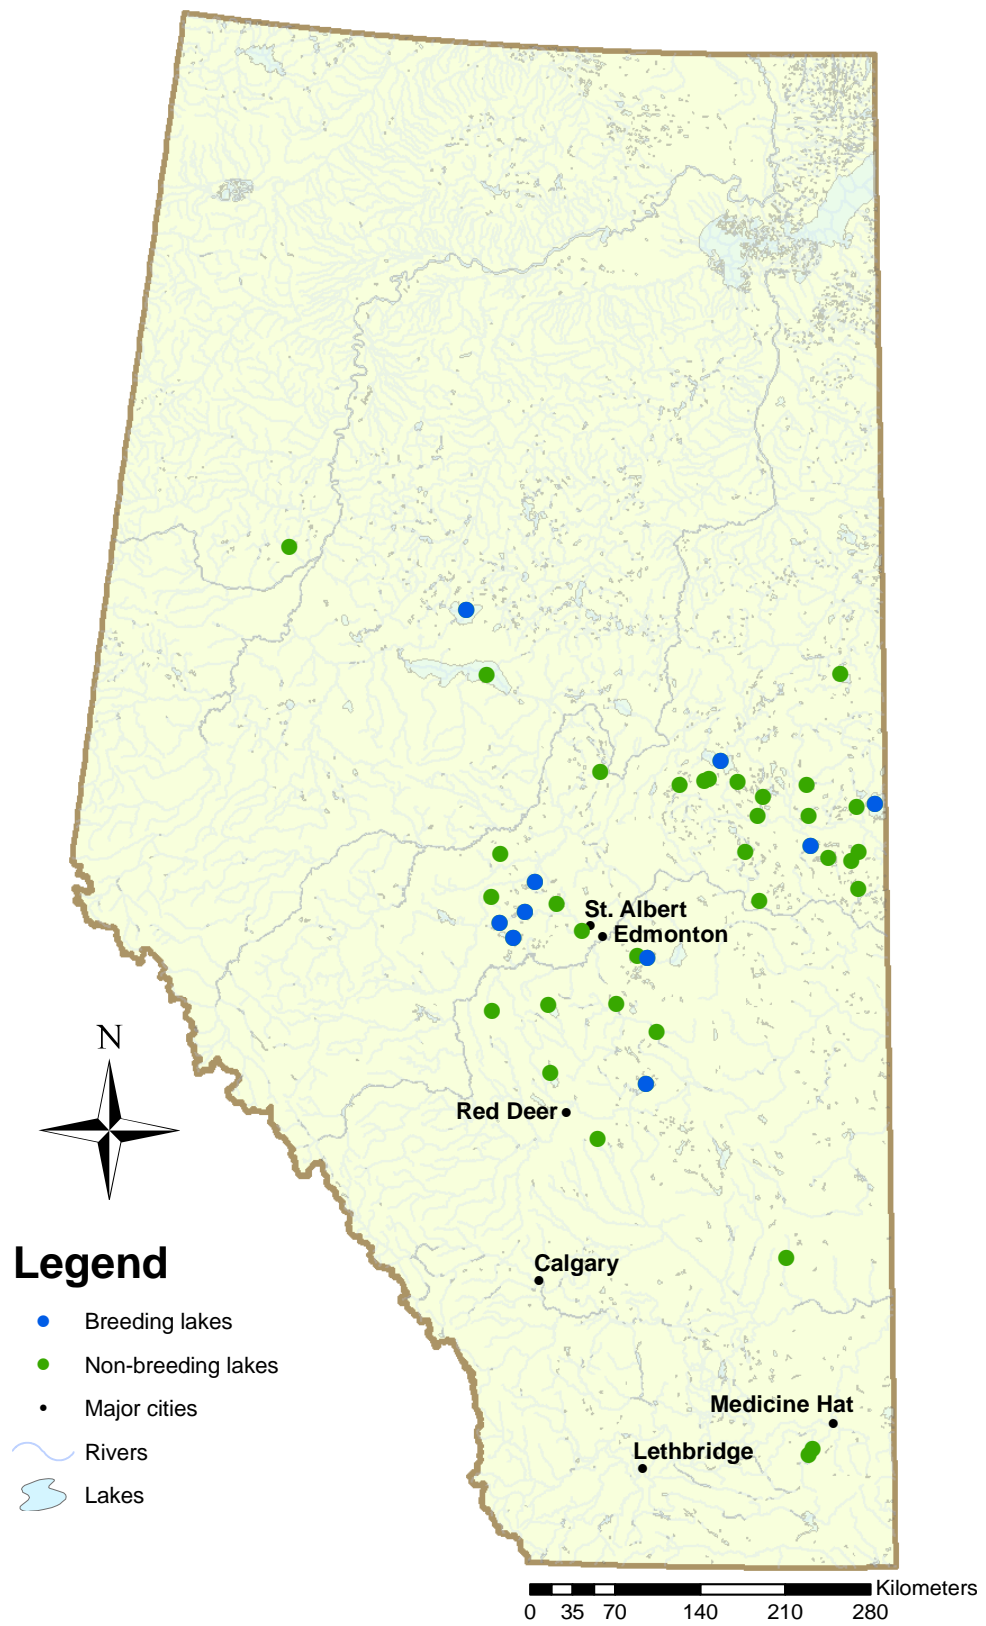 St. Albert
Edmonton
N
Red Deer
Legend
Calgary
Breeding lakes
Non-breeding lakes
Major cities
Medicine Hat
Rivers
Lethbridge
Lakes
Kilometers
0 35 70 140 210 280